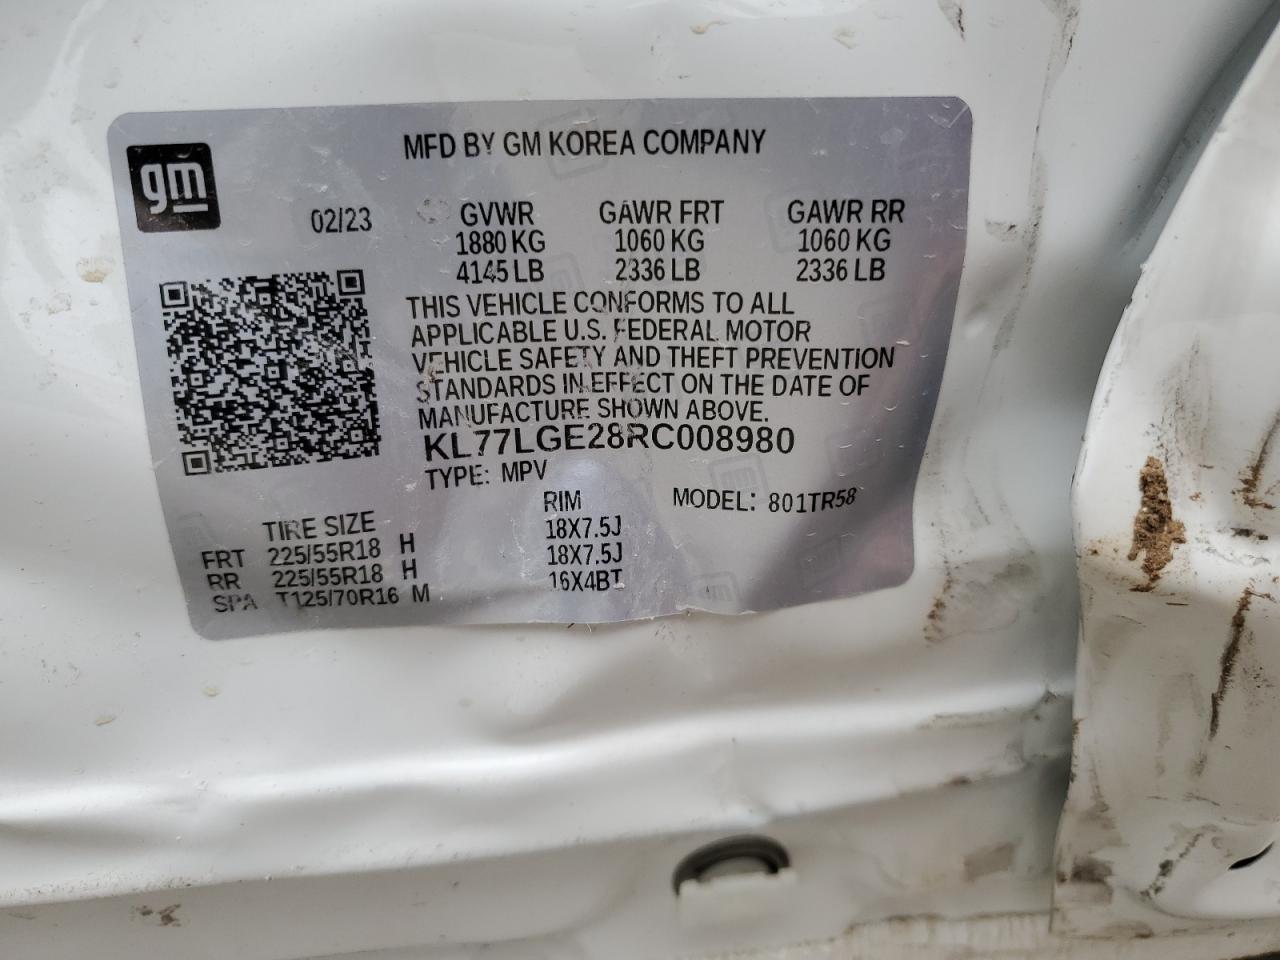 MFD BY GM KOREA COMPANY
gm
02/23
GVWR GAWR FRT GAWR RR
1880 KG 1060 KG 1060 KG
4145 LB 2336 LB 2336 LB
THIS VEHICLE CONFORMS TO ALL
APPLICABLE U.S. FEDERAL MOTOR
VEHICLE SAFETY AND THEFT PREVENTION
STANDARDS IN EFFECT ON THE DATE OF
MANUFACTURE SHOWN ABOVE.
KL77LGE28RC008980
TYPE: MPV
MODEL: 801TR58
TIRE SIZE RIM
FRT 225/55R18 H 18X7.5J
RR 225/55R18 H 18X7.5J
SPA T125/70R16 M 16X4BT